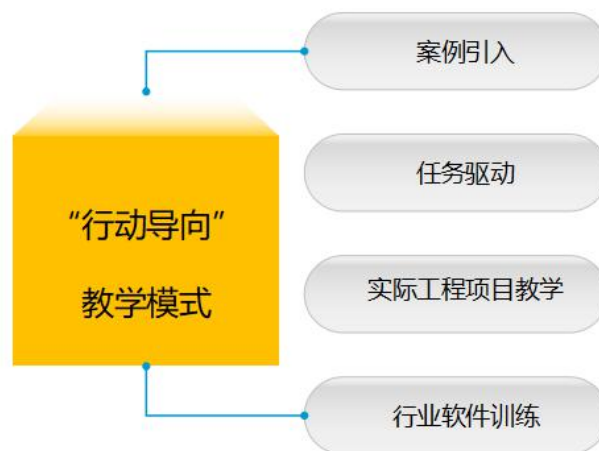 “行动导向”
教学模式
案例引入
任务驱动
实际工程项目教学
行业软件训练